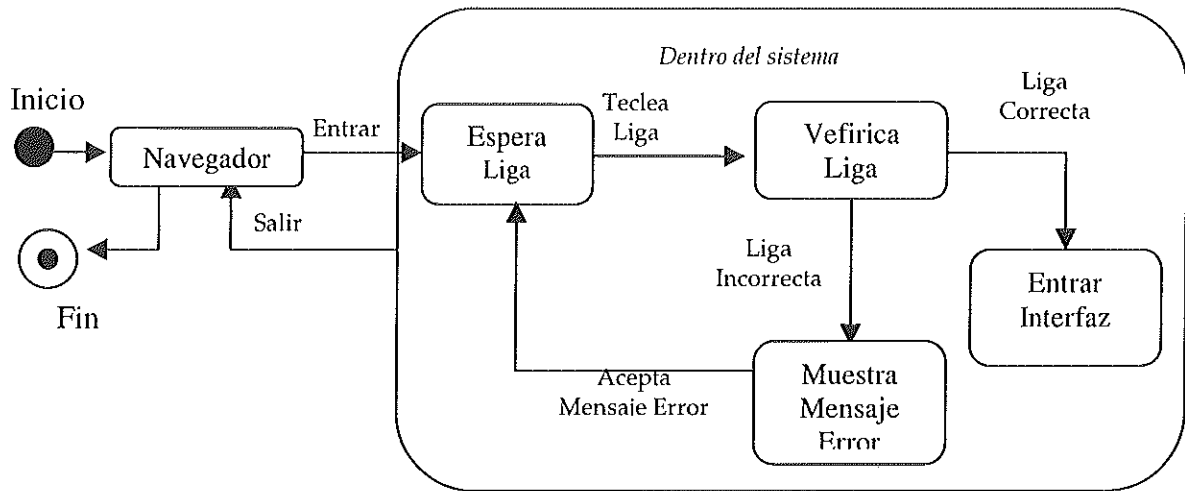 Dentro del sistema
Inicio
Navegador
Entrar
Salir
Fin
Espera
Liga
Teclea
Liga
Vefirica
Liga
Liga
Correcta
Liga
Incorrecta
Entrar
Interfaz
Acepta
Mensaje Error
Muestra
Mensaje
Error